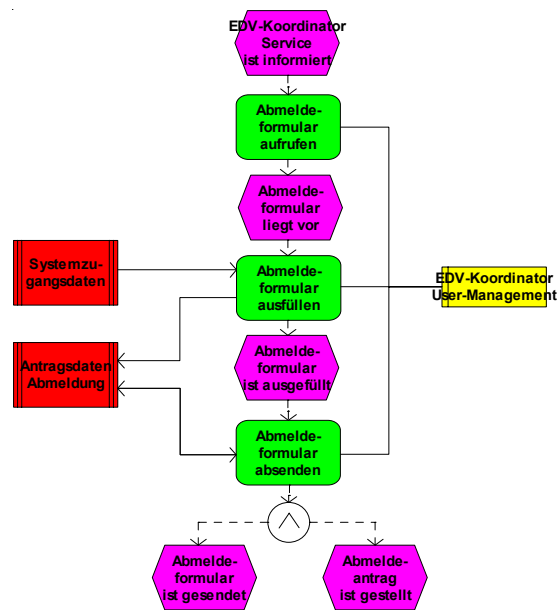 EDV-Koordinator
Service
ist informiert
Abmelde-
formular
aufrufen
Abmelde-
formular
liegt vor
Systemzu-
gangsdaten
Abmelde-
formular
ausfüllen
EDV-Koordinator
User-Management
Antragsdaten
Abmeldung
Abmelde-
formular
ist ausgefüllt
Abmelde-
formular
absenden
Abmelde-
formular
ist gesendet
Abmelde-
antrag
ist gestellt